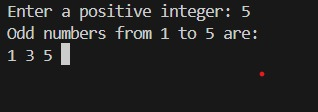 Enter a positive integer: 5
Odd numbers from 1 to 5 are:
1 3 5